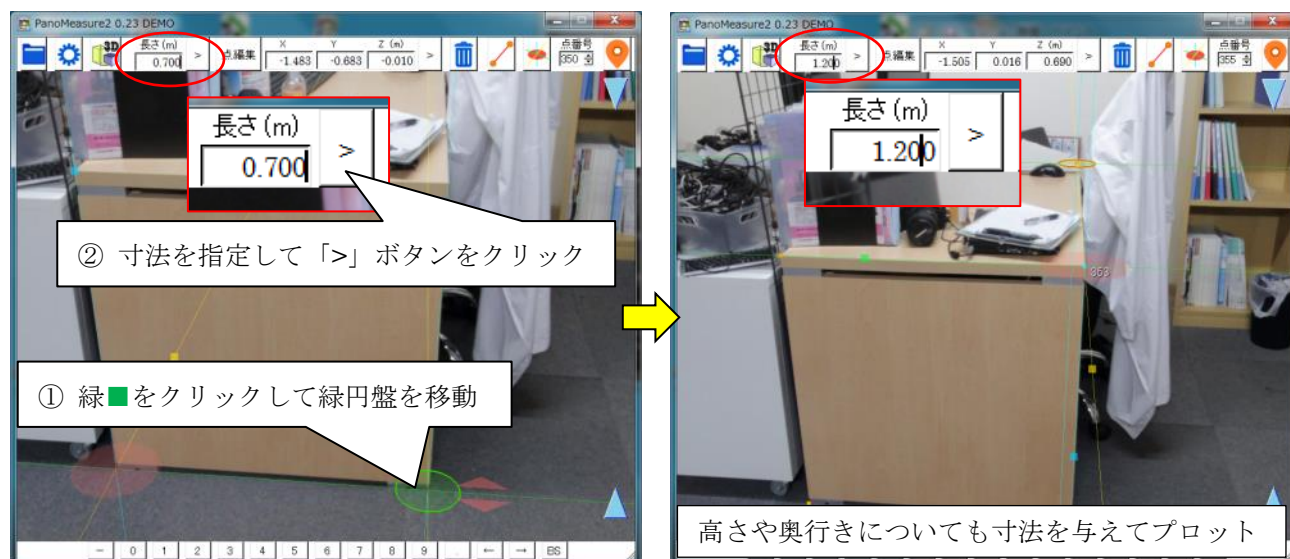 PanoMeasure2 0.23 DEMO
3D
長さ(m)
0.700
>
点編集
X
-1.483
Y
-0.683
Z (m)
-0.010
>
点番号
350
長さ(m)
0.700
>
② 寸法を指定して「>」ボタンをクリック
① 緑■をクリックして緑円盤を移動
- 0 1 2 3 4 5 6 7 8 9 . ← → BS
PanoMeasure2 0.23 DEMO
3D
長さ(m)
1.200
>
点編集
X
-1.505
Y
0.016
Z (m)
0.690
>
点番号
355
長さ(m)
1.200
>
353
高さや奥行きについても寸法を与えてプロット